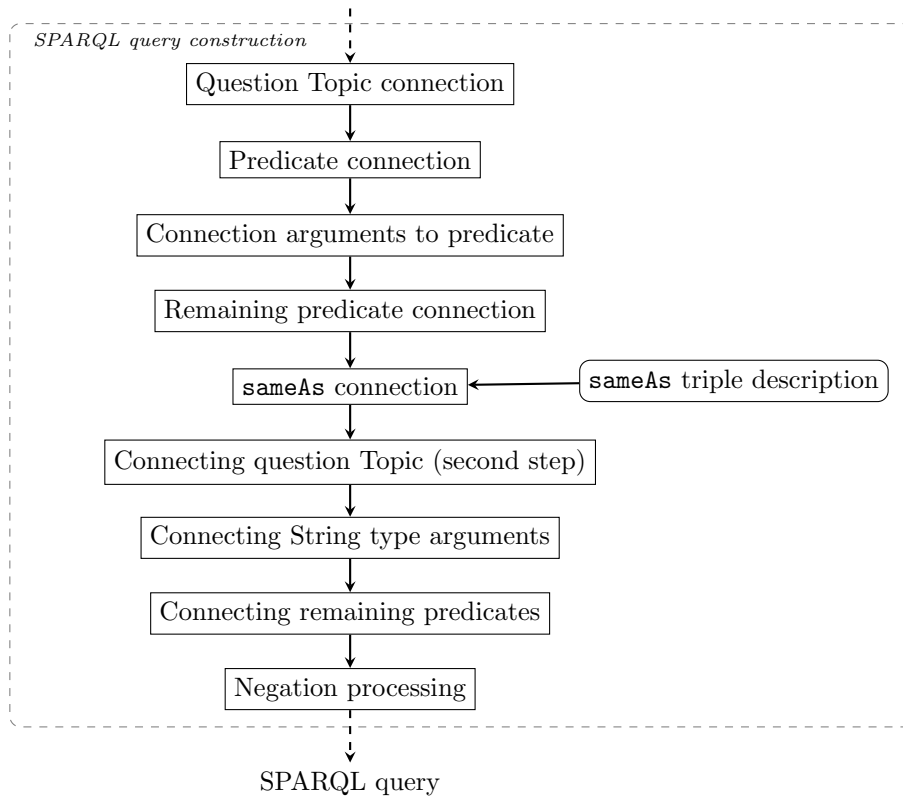 SPARQL query construction
Question Topic connection
Predicate connection
Connection arguments to predicate
Remaining predicate connection
sameAs connection
sameAs triple description
Connecting question Topic (second step)
Connecting String type arguments
Connecting remaining predicates
Negation processing
SPARQL query